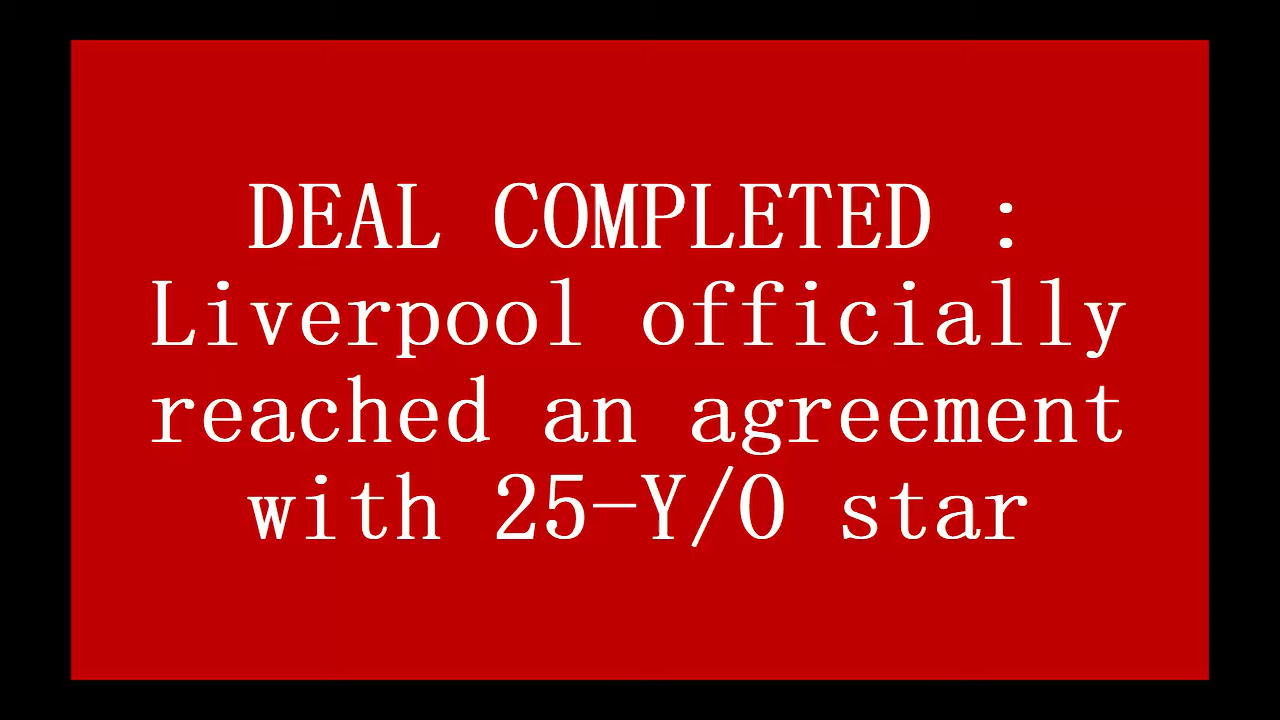 DEAL COMPLETED :
Liverpool officially
reached an agreement
with 25-Y/O star